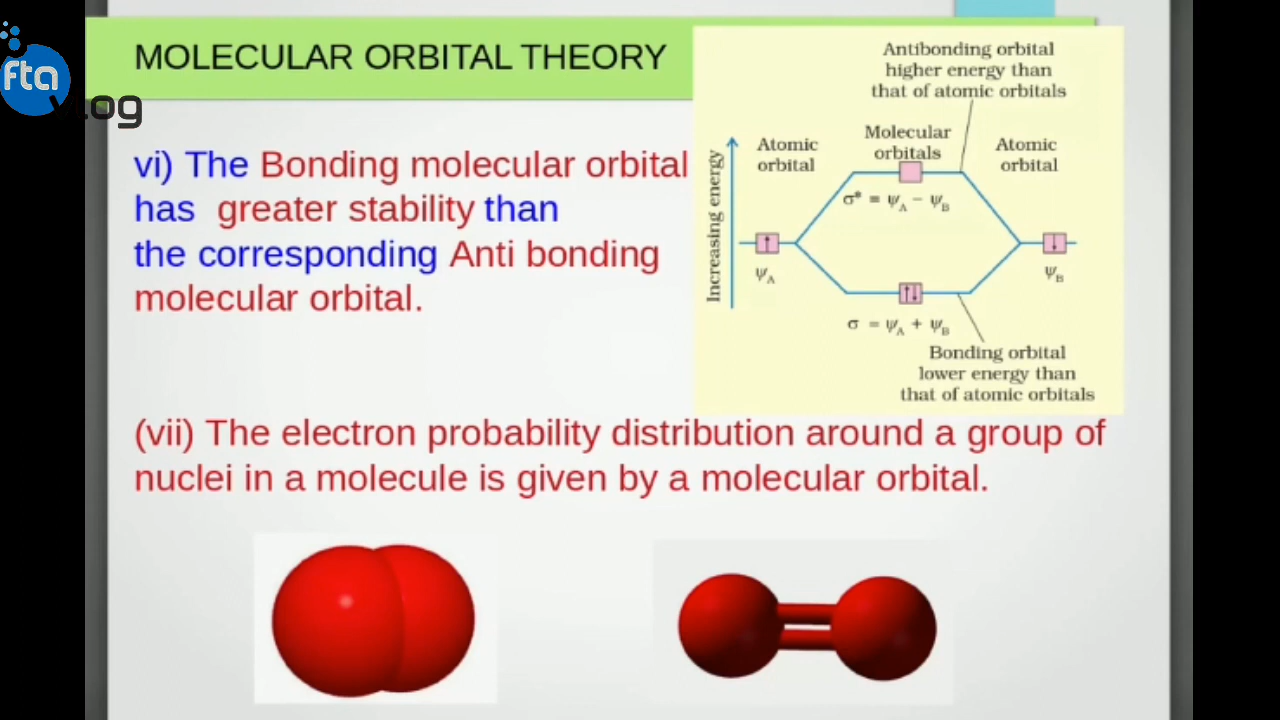 fta
vlog
MOLECULAR ORBITAL THEORY
vi) The Bonding molecular orbital
has greater stability than
the corresponding Anti bonding
molecular orbital.
Antibonding orbital
higher energy than
that of atomic orbitals
Increasing energy
Atomic
orbital
Molecular
orbitals
Atomic
orbital
σ* = ψA − ψB
↑
↓
ψA
ψB
↑↓
σ = ψA + ψB
Bonding orbital
lower energy than
that of atomic orbitals
(vii) The electron probability distribution around a group of
nuclei in a molecule is given by a molecular orbital.